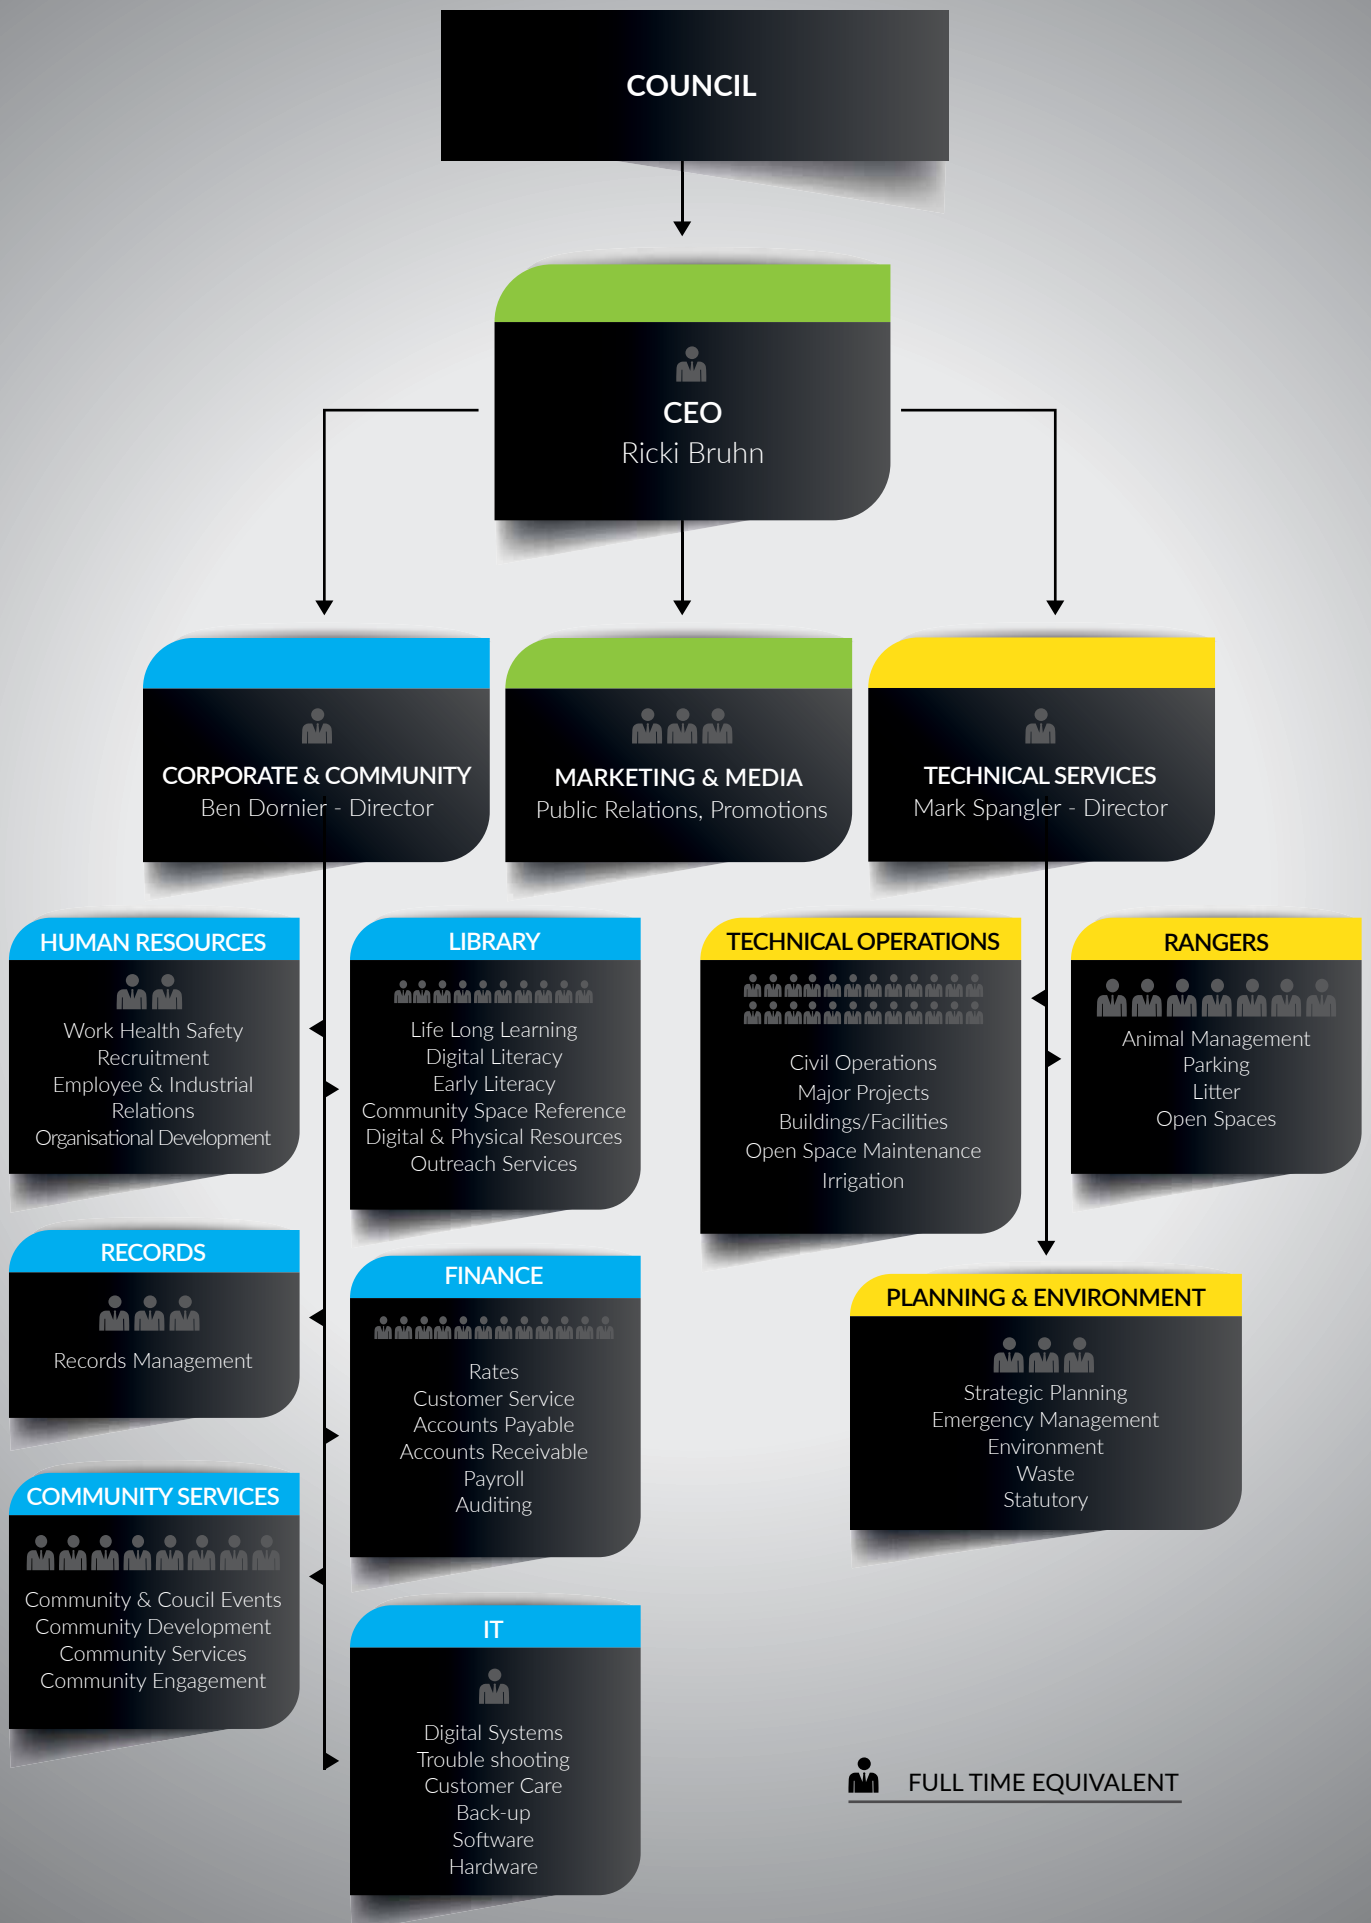 COUNCIL
CEO
Ricki Bruhn
CORPORATE & COMMUNITY
Ben Dornier - Director
MARKETING & MEDIA
Public Relations, Promotions
TECHNICAL SERVICES
Mark Spangler - Director
HUMAN RESOURCES
Work Health Safety
Recruitment
Employee & Industrial
Relations
Organisational Development
LIBRARY
Life Long Learning
Digital Literacy
Early Literacy
Community Space Reference
Digital & Physical Resources
Outreach Services
TECHNICAL OPERATIONS
Civil Operations
Major Projects
Buildings/Facilities
Open Space Maintenance
Irrigation
RANGERS
Animal Management
Parking
Litter
Open Spaces
RECORDS
Records Management
FINANCE
Rates
Customer Service
Accounts Payable
Accounts Receivable
Payroll
Auditing
PLANNING & ENVIRONMENT
Strategic Planning
Emergency Management
Environment
Waste
Statutory
COMMUNITY SERVICES
Community & Coucil Events
Community Development
Community Services
Community Engagement
IT
Digital Systems
Trouble shooting
Customer Care
Back-up
Software
Hardware
FULL TIME EQUIVALENT